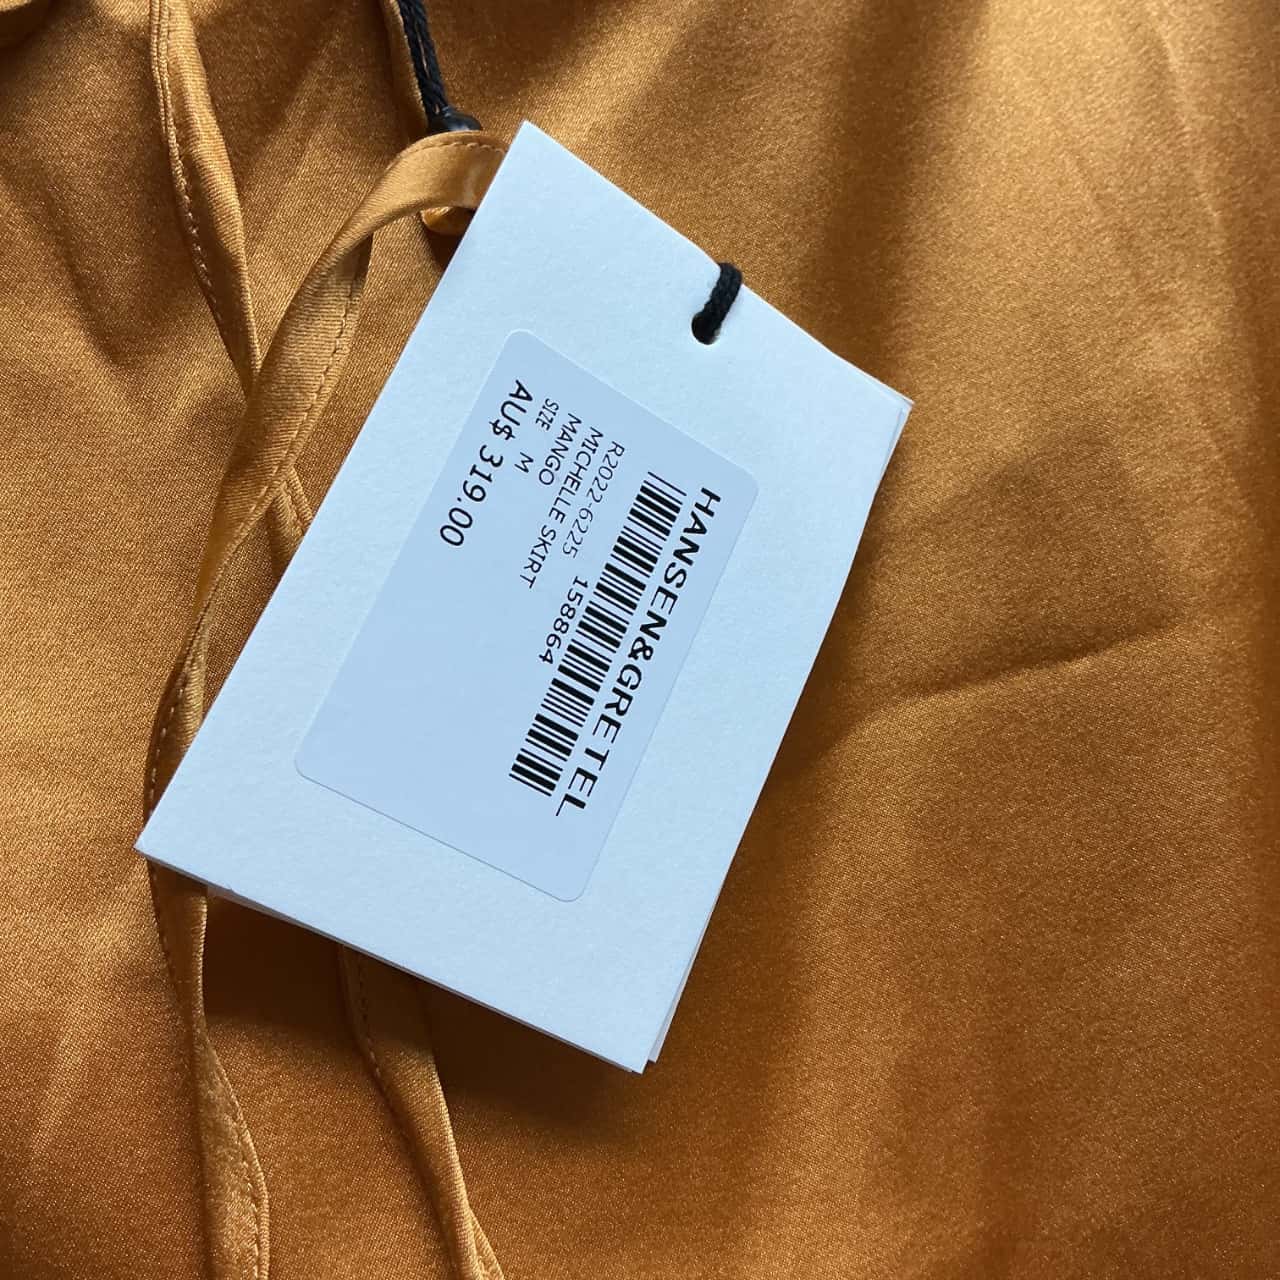 HANSEN&GRETEL
R2022-6225 158864
MICHELLE SKIRT
MANGO
SIZE M
AU$ 319.00